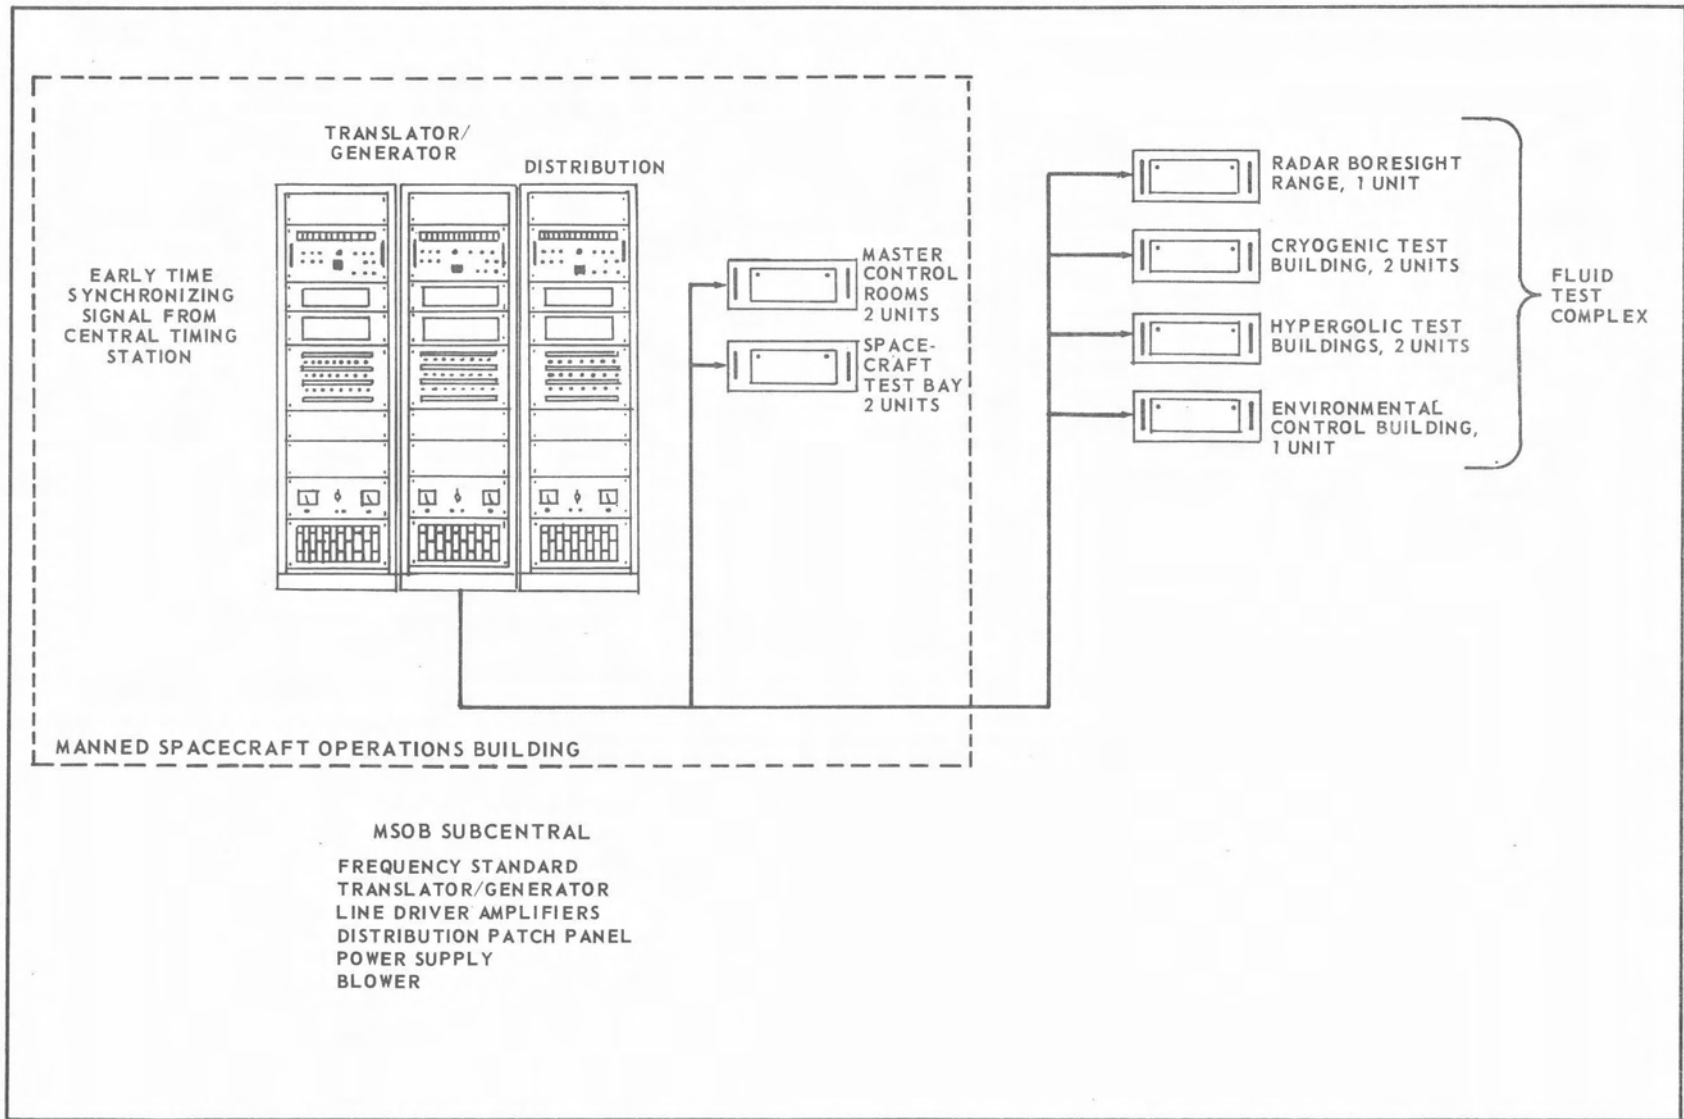 TRANSLATOR/
GENERATOR
DISTRIBUTION
EARLY TIME
SYNCHRONIZING
SIGNAL FROM
CENTRAL TIMING
STATION
MASTER
CONTROL
ROOMS
2 UNITS
SPACE-
CRAFT
TEST BAY
2 UNITS
RADAR BORESIGHT
RANGE, 1 UNIT
CRYOGENIC TEST
BUILDING, 2 UNITS
HYPERGOLIC TEST
BUILDINGS, 2 UNITS
ENVIRONMENTAL
CONTROL BUILDING,
1 UNIT
FLUID
TEST
COMPLEX
MANNED SPACECRAFT OPERATIONS BUILDING
MSOB SUBCENTRAL
FREQUENCY STANDARD
TRANSLATOR/GENERATOR
LINE DRIVER AMPLIFIERS
DISTRIBUTION PATCH PANEL
POWER SUPPLY
BLOWER